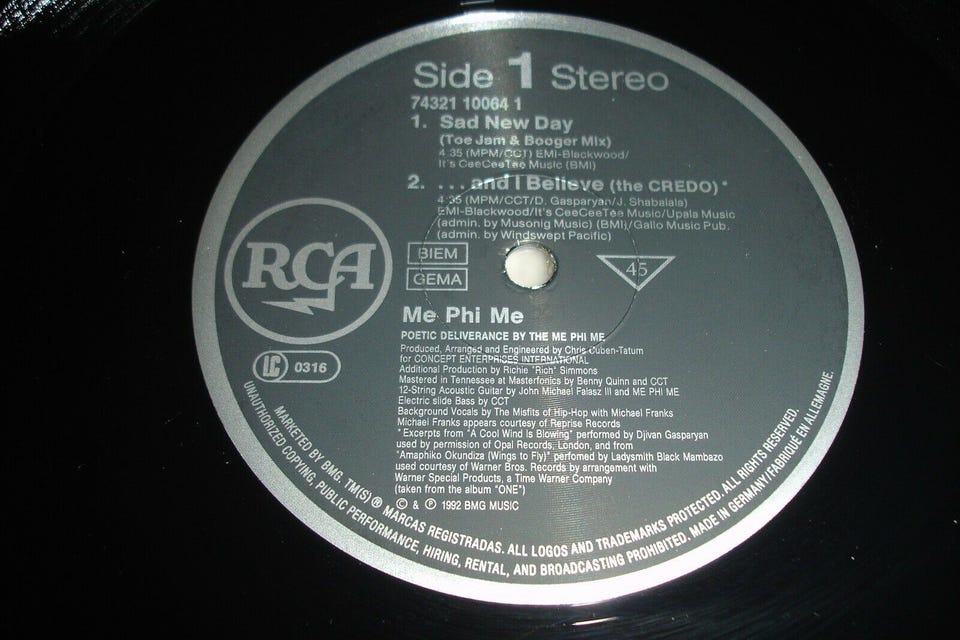 Side 1 Stereo
74321 10064 1
1. Sad New Day
(Toe Jam & Booger Mix)
4:35 (MPM/CCT) EMI-Blackwood/
It's CeeCeeTee Music (BMI)
2. ...and I Believe (the CREDO)*
4:35 (MPM/CCT/D. Gasparyan/J. Shabalala)
EMI-Blackwood/It's CeeCeeTee Music/Upala Music
(admin. by Musonig Music) (BMI)/Gallo Music Pub.
(admin. by Windswept Pacific)
BIEM
GEMA
45
RCA
LC 0316
Me Phi Me
POETIC DELIVERANCE BY THE ME PHI ME
Produced, Arranged and Engineered by Chris Cuben-Tatum
for CONCEPT ENTERPRICES INTERNATIONAL
Additional Production by Richie "Rich" Simmons
Mastered in Tennessee at Masterfonics by Benny Quinn and CCT
12-String Acoustic Guitar by John Michael Falasz III and ME PHI ME
Electric slide Bass by CCT
Background Vocals by The Misfits of Hip-Hop with Michael Franks
Michael Franks appears courtesy of Reprise Records
*Excerpts from "A Cool Wind Is Blowing" performed by Djivan Gasparyan
used by permission of Opal Records, London, and from
"Amaphiko Okundiza (Wings to Fly)" perfomed by Ladysmith Black Mambazo
used courtesy of Warner Bros. Records by arrangement with
Warner Special Products, a Time Warner Company
(taken from the album "ONE")
© & ℗ 1992 BMG MUSIC
MARKETED BY BMG. TM(S)® MARCAS REGISTRADAS. ALL LOGOS AND TRADEMARKS PROTECTED. ALL RIGHTS RESERVED.
UNAUTHORIZED COPYING, PUBLIC PERFORMANCE, HIRING, RENTAL, AND BROADCASTING PROHIBITED. MADE IN GERMANY/FABRIQUÉ EN ALLEMAGNE.